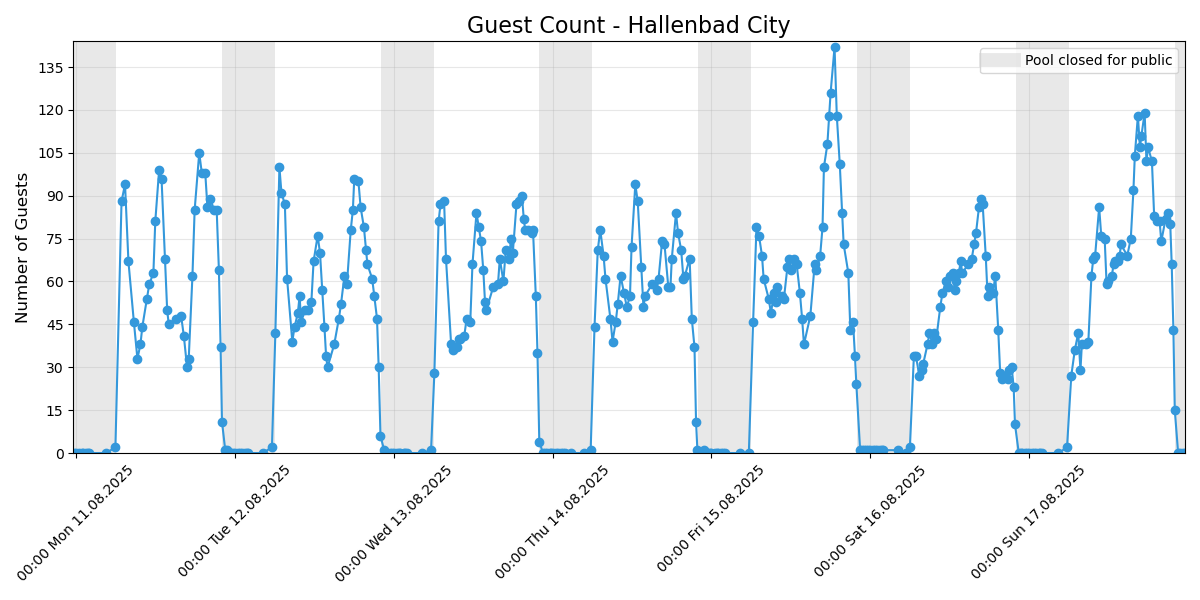 Guest Count - Hallenbad City
Pool closed for public
Number of Guests
135
120
105
90
75
60
45
30
15
0
00:00 Mon 11.08.2025
00:00 Tue 12.08.2025
00:00 Wed 13.08.2025
00:00 Thu 14.08.2025
00:00 Fri 15.08.2025
00:00 Sat 16.08.2025
00:00 Sun 17.08.2025